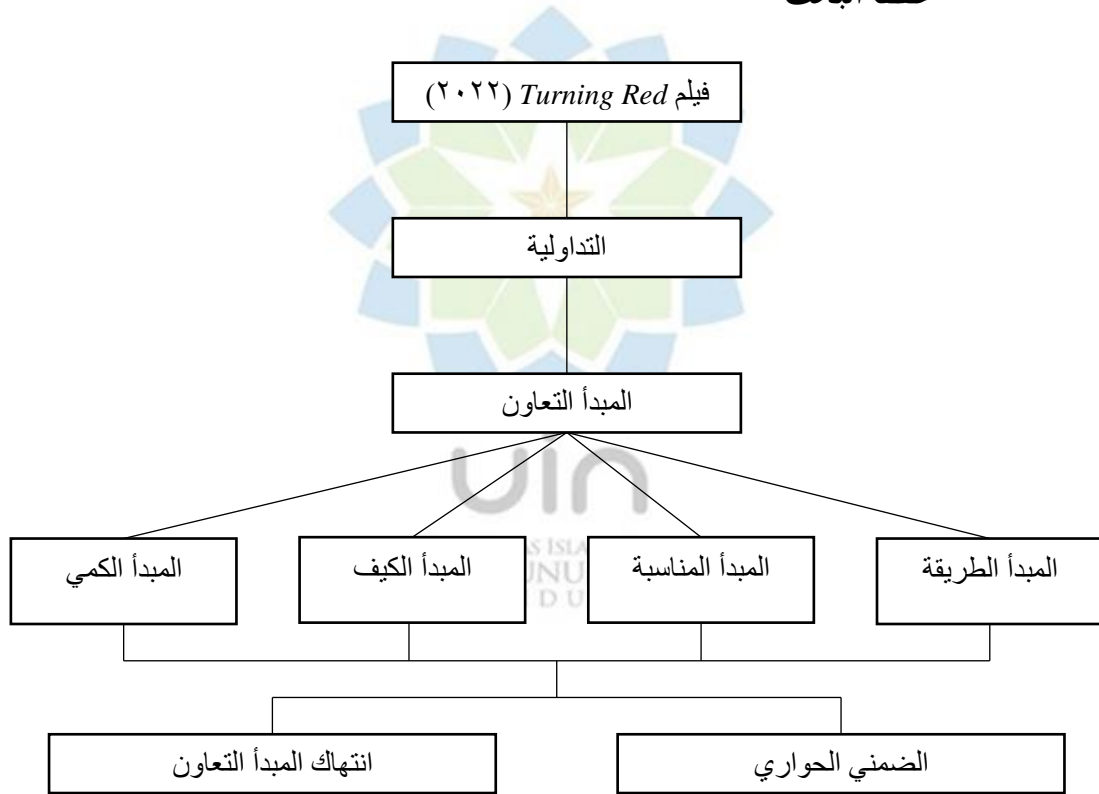 فيلم Turning Red (٢٠٢٢)
التداولية
المبدأ التعاون
المبدأ الطريقة
المبدأ المناسبة
المبدأ الكيف
المبدأ الكمي
uin
الضمني الحواري
انتهاك المبدأ التعاون